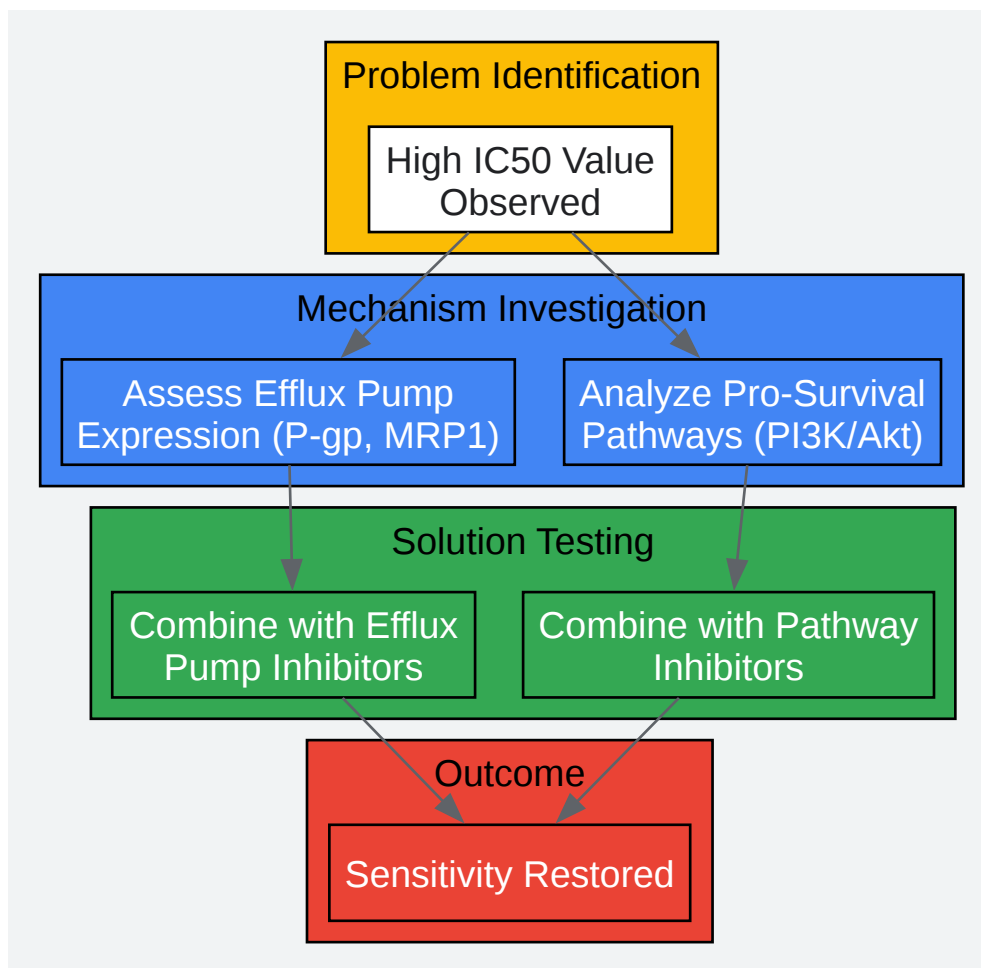 Problem Identification
High IC50 Value
Observed
Mechanism Investigation
Assess Efflux Pump
Expression (P-gp, MRP1)
Analyze Pro-Survival
Pathways (PI3K/Akt)
Solution Testing
Combine with Efflux
Pump Inhibitors
Combine with Pathway
Inhibitors
Outcome
Sensitivity Restored